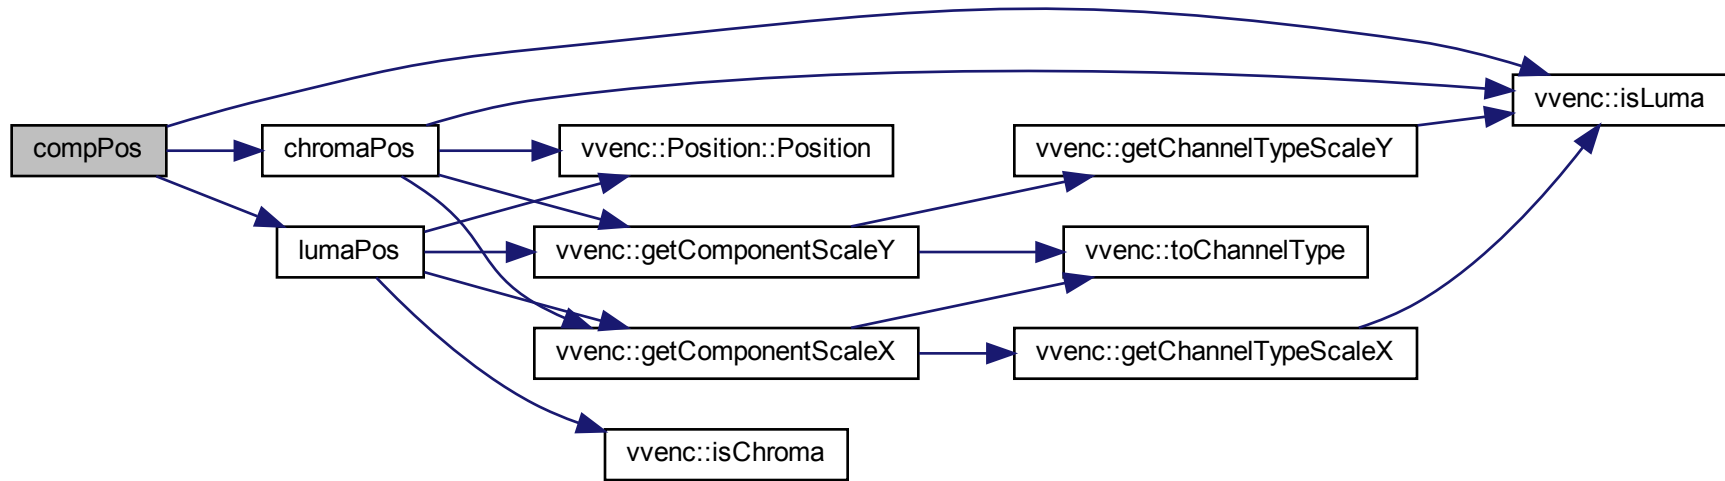 compPos
chromaPos
lumaPos
vvenc::Position::Position
vvenc::getComponentScaleY
vvenc::getComponentScaleX
vvenc::isChroma
vvenc::getChannelTypeScaleY
vvenc::toChannelType
vvenc::getChannelTypeScaleX
vvenc::isLuma